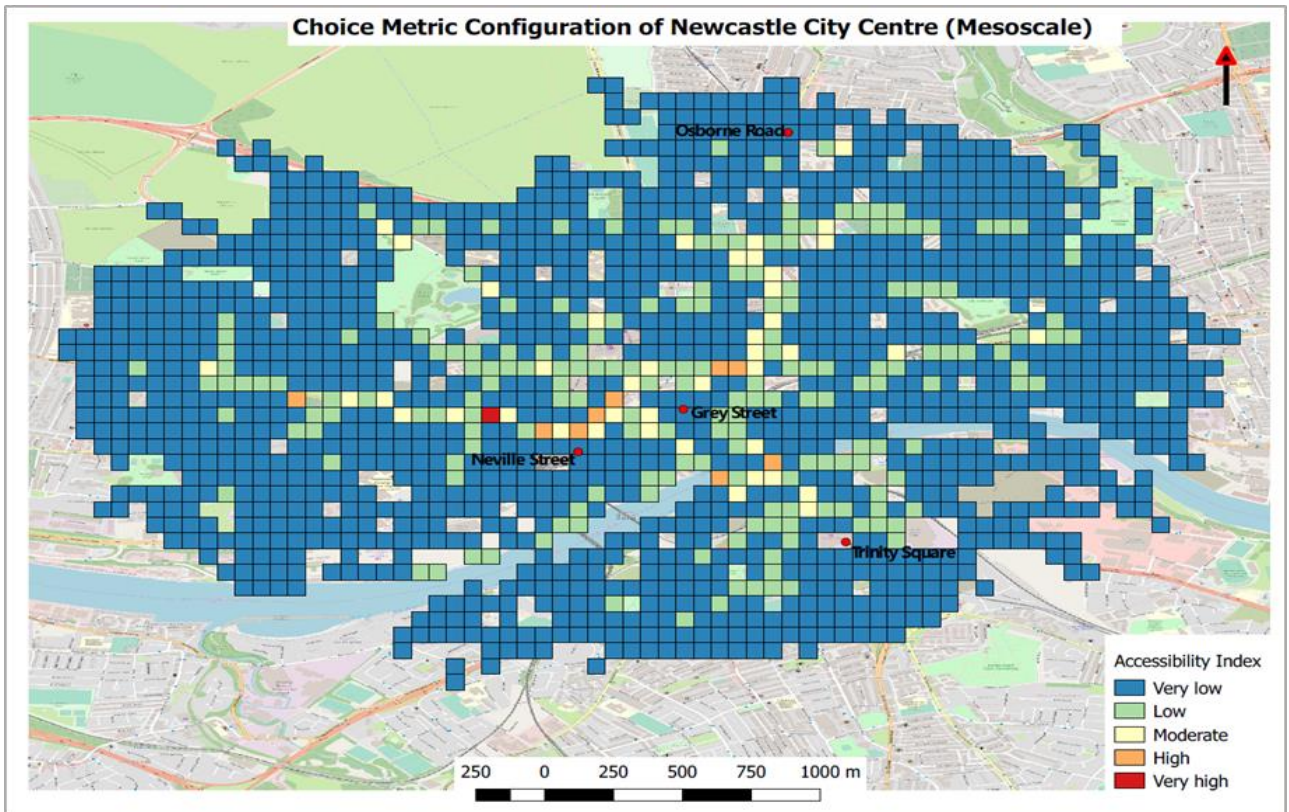 Choice Metric Configuration of Newcastle City Centre (Mesoscale)
Osborne Road
Grey Street
Neville Street
Trinity Square
Accessibility Index
Very low
Low
Moderate
High
Very high
250 0 250 500 750 1000 m